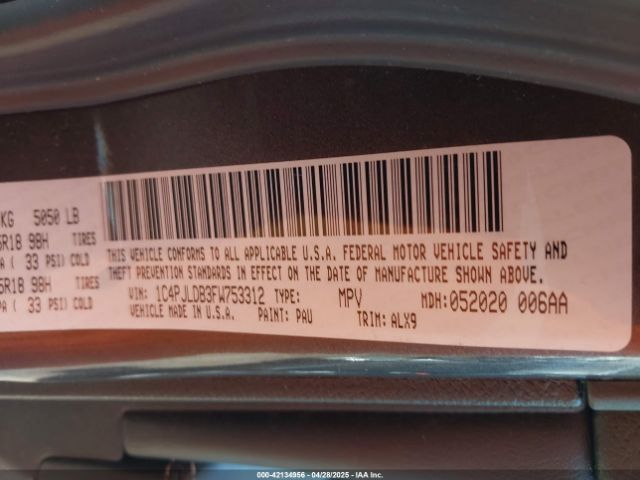 KG 5050 LB
5R18 98H TIRES
PA ( 33 PSI) COLD
5R18 98H TIRES
PA ( 33 PSI) COLD
THIS VEHICLE CONFORMS TO ALL APPLICABLE U.S.A. FEDERAL MOTOR VEHICLE SAFETY AND
THEFT PREVENTION STANDARDS IN EFFECT ON THE DATE OF MANUFACTURE SHOWN ABOVE.
VIN: 1C4PJLDB3FW753312 TYPE: MPV MDH:052020 006AA
VEHICLE MADE IN U.S.A. PAINT: PAU TRIM: ALX9
000-42134956 - 04/28/2025 - IAA Inc.